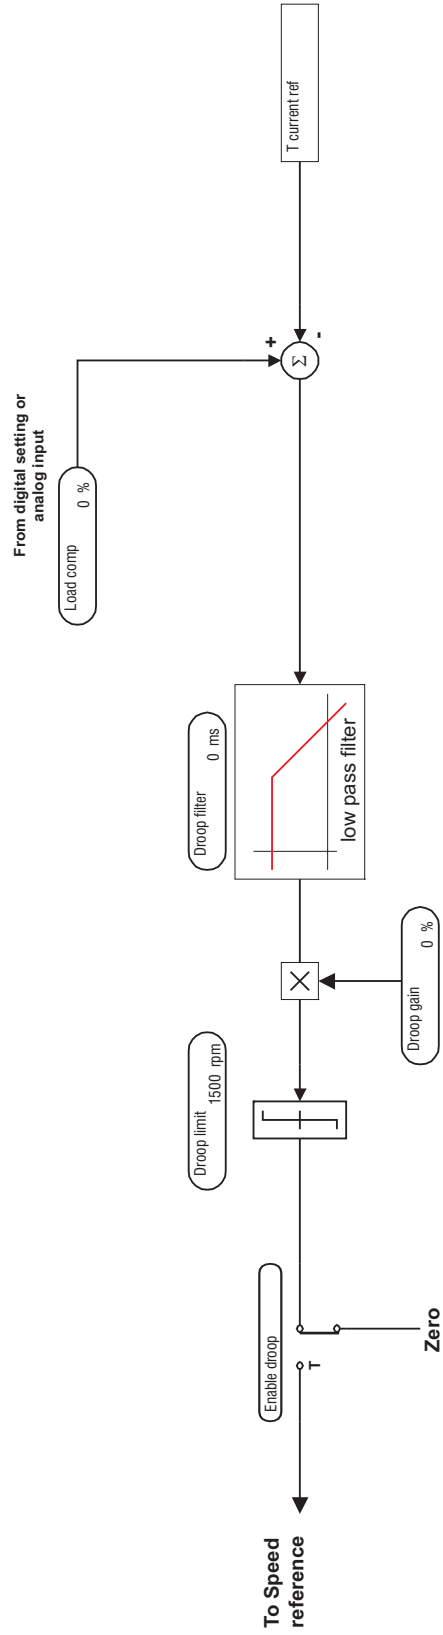 T current ref
+
-
Σ
From digital setting or
analog input
Load comp
0 %
Droop filter
0 ms
low pass filter
Droop gain
0 %
Droop limit
1500 rpm
Enable droop
T
Zero
To Speed
reference